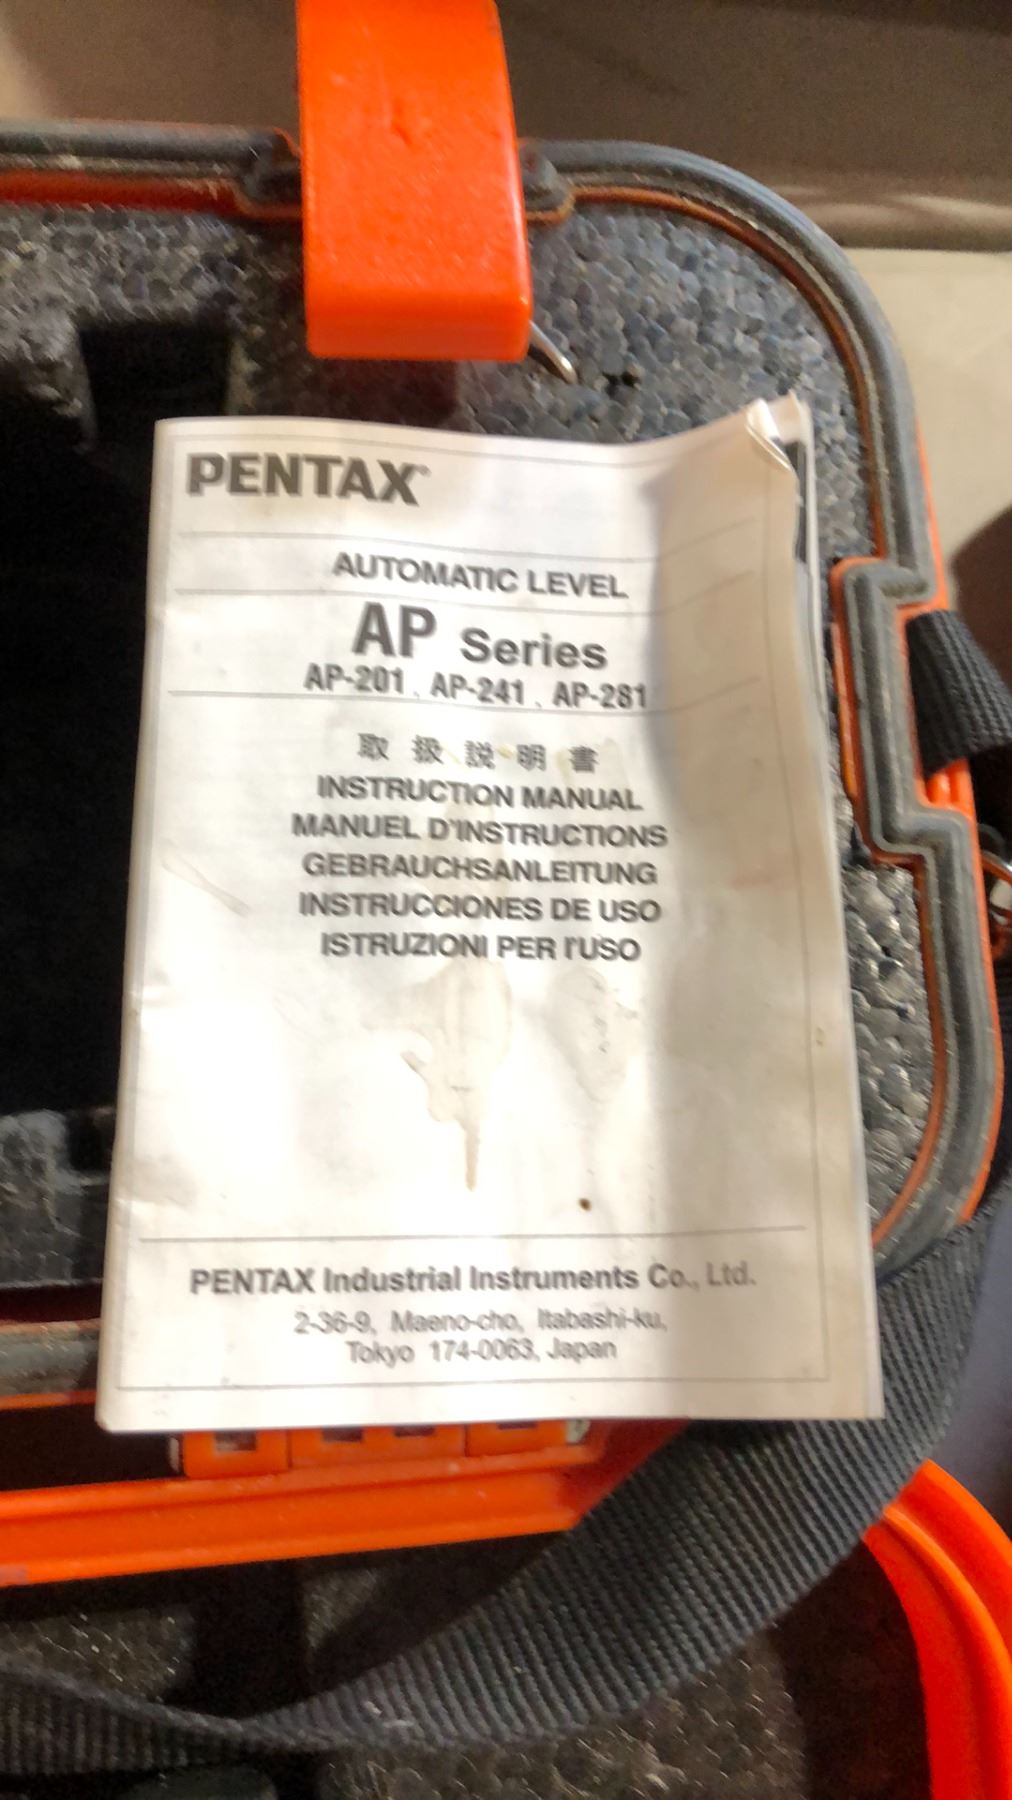 PENTAX®
AUTOMATIC LEVEL
AP Series
AP-201 . AP-241 . AP-281
取扱説明書
INSTRUCTION MANUAL
MANUEL D'INSTRUCTIONS
GEBRAUCHSANLEITUNG
INSTRUCCIONES DE USO
ISTRUZIONI PER l'USO
PENTAX Industrial Instruments Co., Ltd.
2-36-9, Maeno-cho, Itabashi-ku,
Tokyo 174-0063, Japan